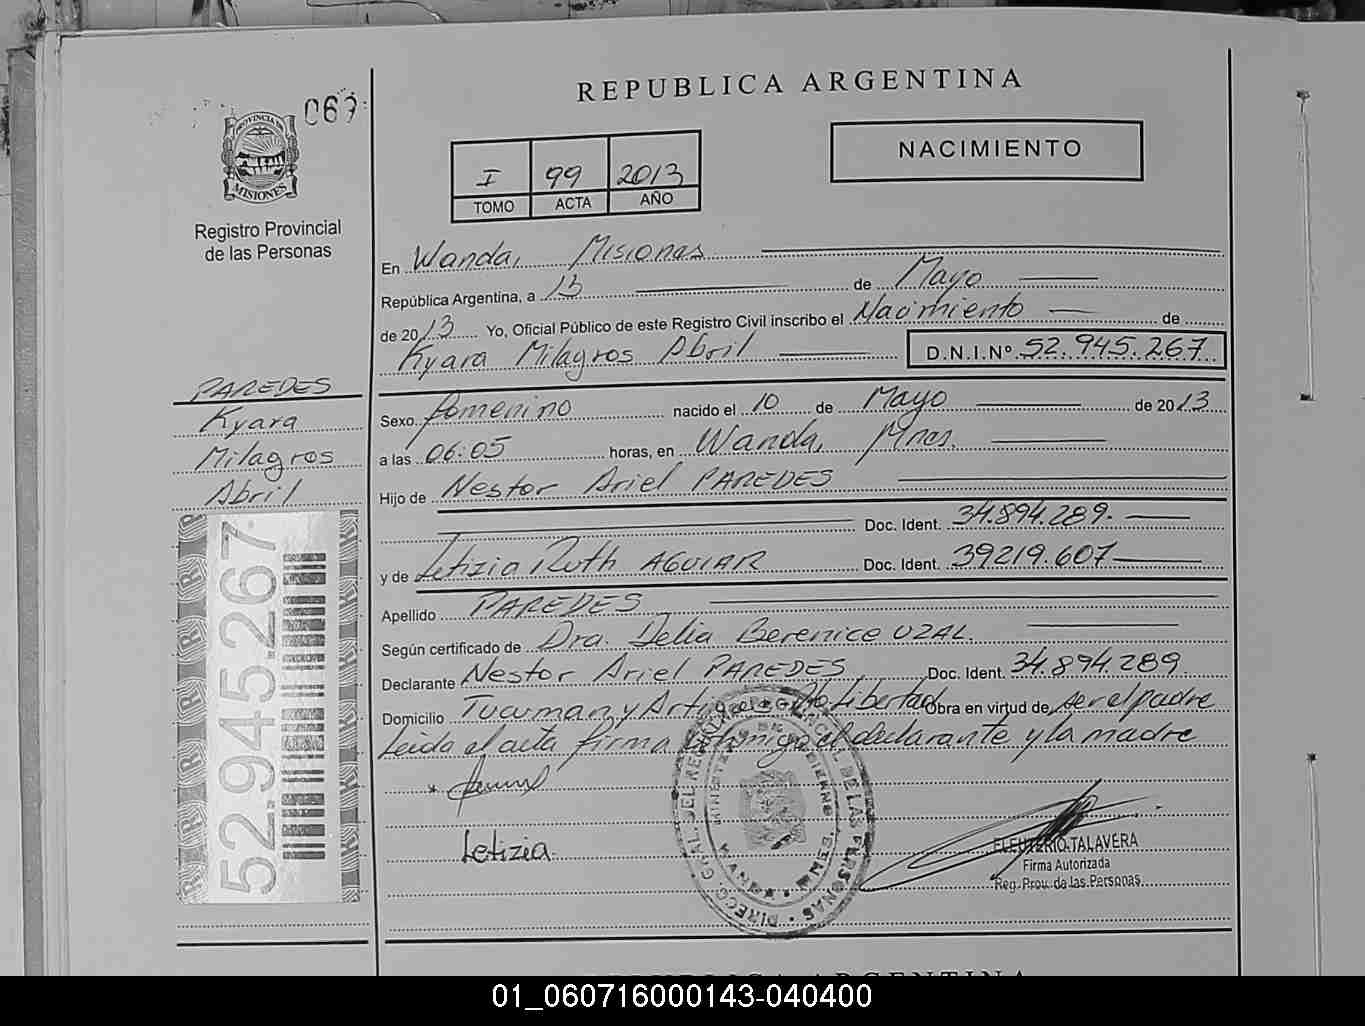 067
PROVINCIA DE
MISIONES
Registro Provincial
de las Personas
REPUBLICA ARGENTINA
I 99 2013
TOMO ACTA AÑO
NACIMIENTO
En Wanda, Misiones
República Argentina, a 13 de Mayo
de 2013 Yo, Oficial Público de este Registro Civil inscribo el Nacimiento de
Kyara Milagros Abril D.N.I.Nº 52.945.267
Sexo femenino nacido el 10 de Mayo de 2013
a las 06:05 horas, en Wanda, Mnes.
Hijo de Nestor Ariel PAREDES
Doc. Ident. 34.894.289.
y de Letizia Ruth AGUIAR Doc. Ident. 39219.607
Apellido PAREDES
Según certificado de Dra. Delia Berenice UZAL.
Declarante Nestor Ariel PAREDES Doc. Ident. 34.894.289
Domicilio Tucuman y Libertad Obra en virtud de ser el padre
Leida el acta firma conmigo el declarante y la madre
Letizia
ELEUTERIO TALAVERA
Firma Autorizada
Reg. Prov. de las Personas
PAREDES
Kyara
Milagros
Abril
52.945.267
REPUBLICA ARGENTINA
01_060716000143-040400